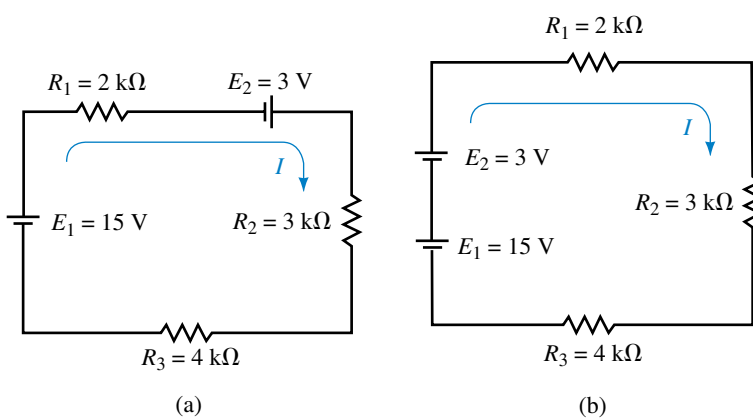 R₁ = 2 kΩ
E₂ = 3 V
I
E₁ = 15 V
R₂ = 3 kΩ
R₃ = 4 kΩ
(a)
R₁ = 2 kΩ
I
E₂ = 3 V
R₂ = 3 kΩ
E₁ = 15 V
R₃ = 4 kΩ
(b)